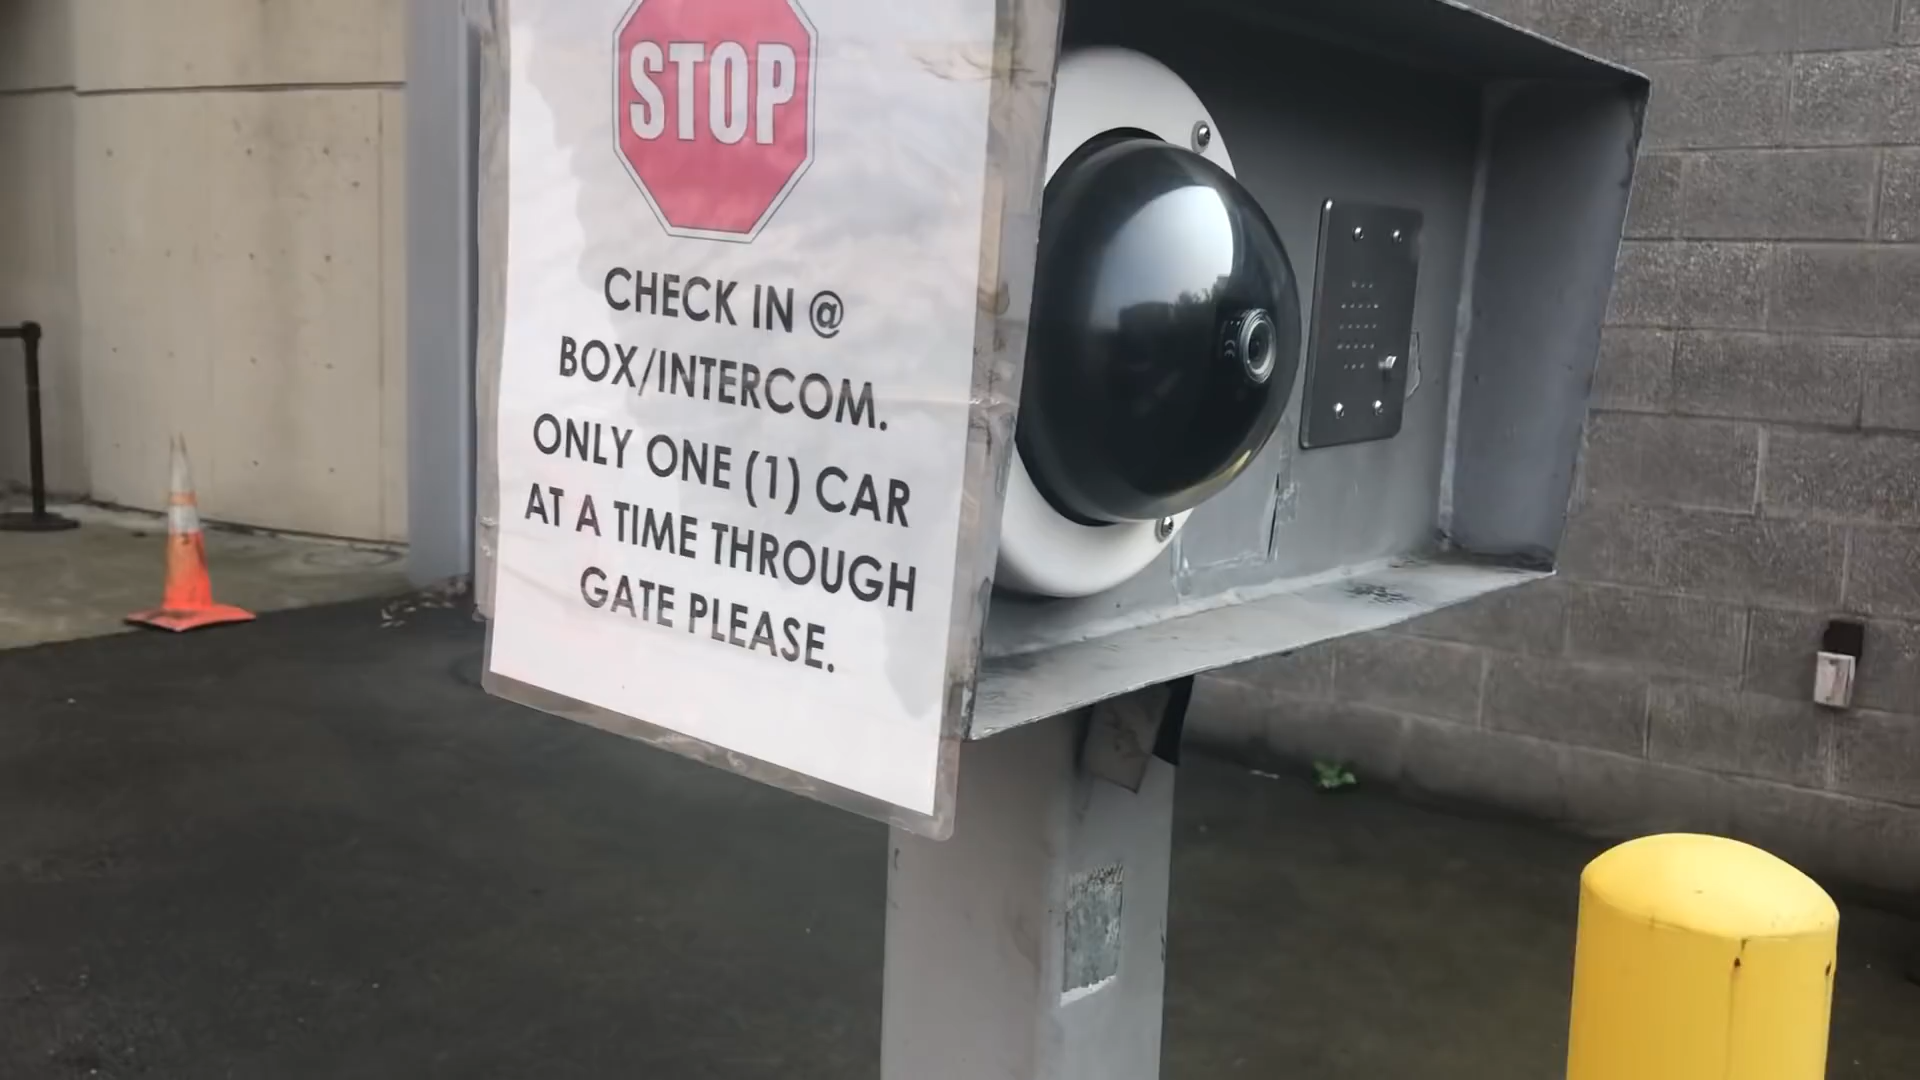 STOP
CHECK IN @
BOX/INTERCOM.
ONLY ONE (1) CAR
AT A TIME THROUGH
GATE PLEASE.